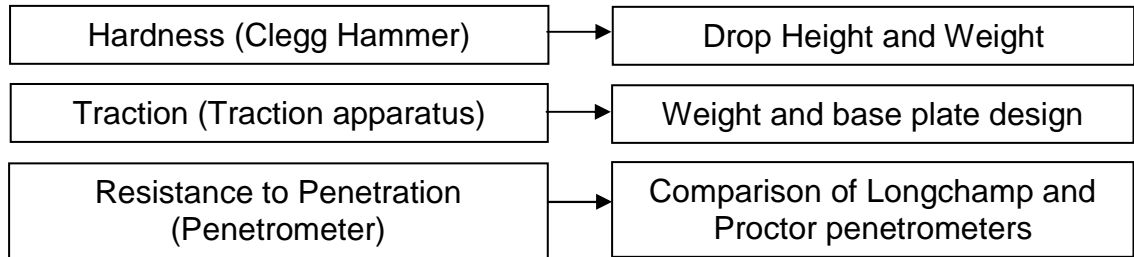 Hardness (Clegg Hammer)
Drop Height and Weight
Traction (Traction apparatus)
Weight and base plate design
Resistance to Penetration
(Penetrometer)
Comparison of Longchamp and
Proctor penetrometers